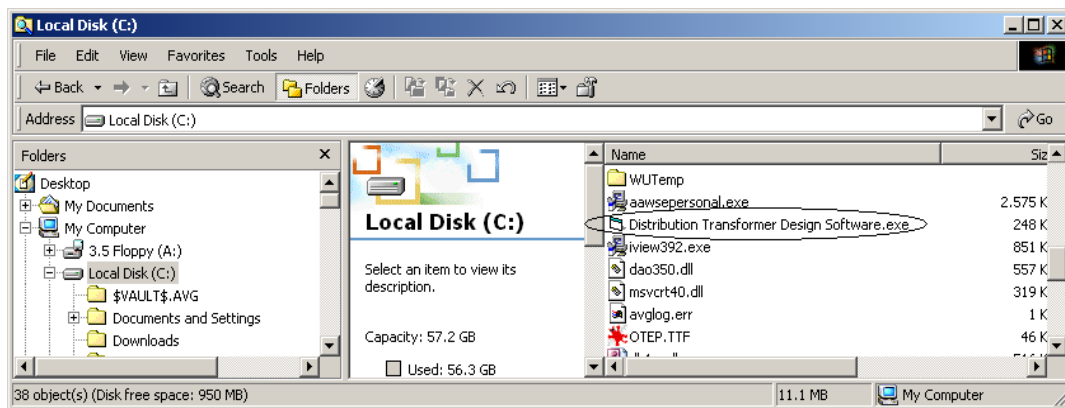 Local Disk (C:)
File Edit View Favorites Tools Help
Back Search Folders
Address Local Disk (C:) Go
Folders
Desktop
My Documents
My Computer
3.5 Floppy (A:)
Local Disk (C:)
$VAULT$.AVG
Documents and Settings
Downloads
Local Disk (C:)
Select an item to view its
description.
Capacity: 57.2 GB
Used: 56.3 GB
Name Siz
WUTemp
aawsepersonal.exe 2.575 K
Distribution Transformer Design Software.exe 248 K
iview392.exe 851 K
dao350.dll 557 K
msvcrt40.dll 319 K
avglog.err 1 K
OTEP.TTF 46 K
38 object(s) (Disk free space: 950 MB) 11.1 MB My Computer